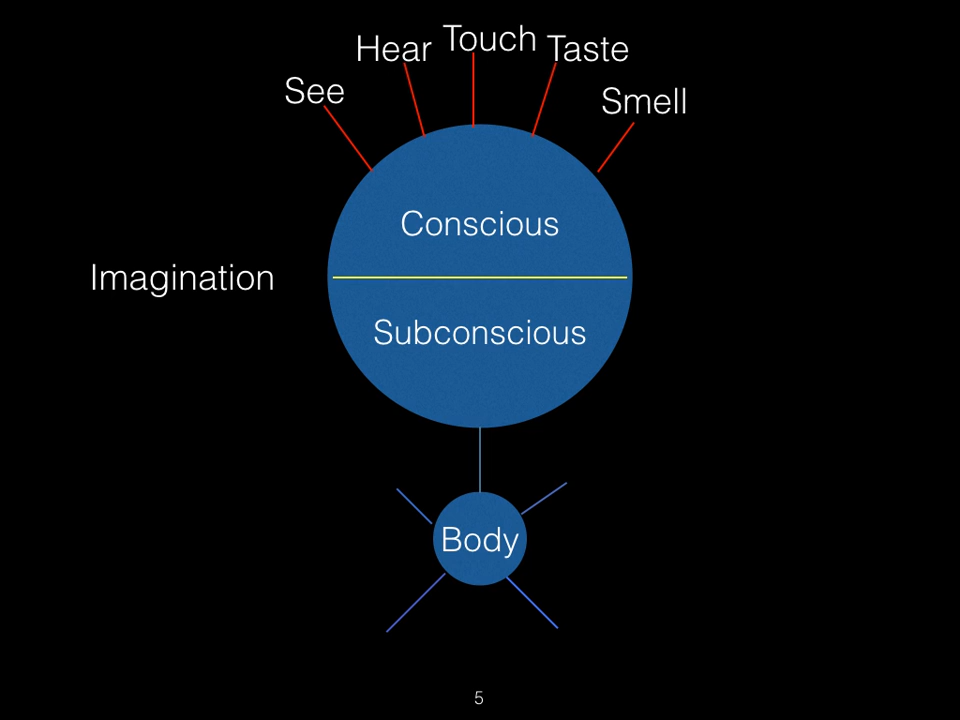 Touch
Hear
Taste
See
Smell
Conscious
Imagination
Subconscious
Body
5